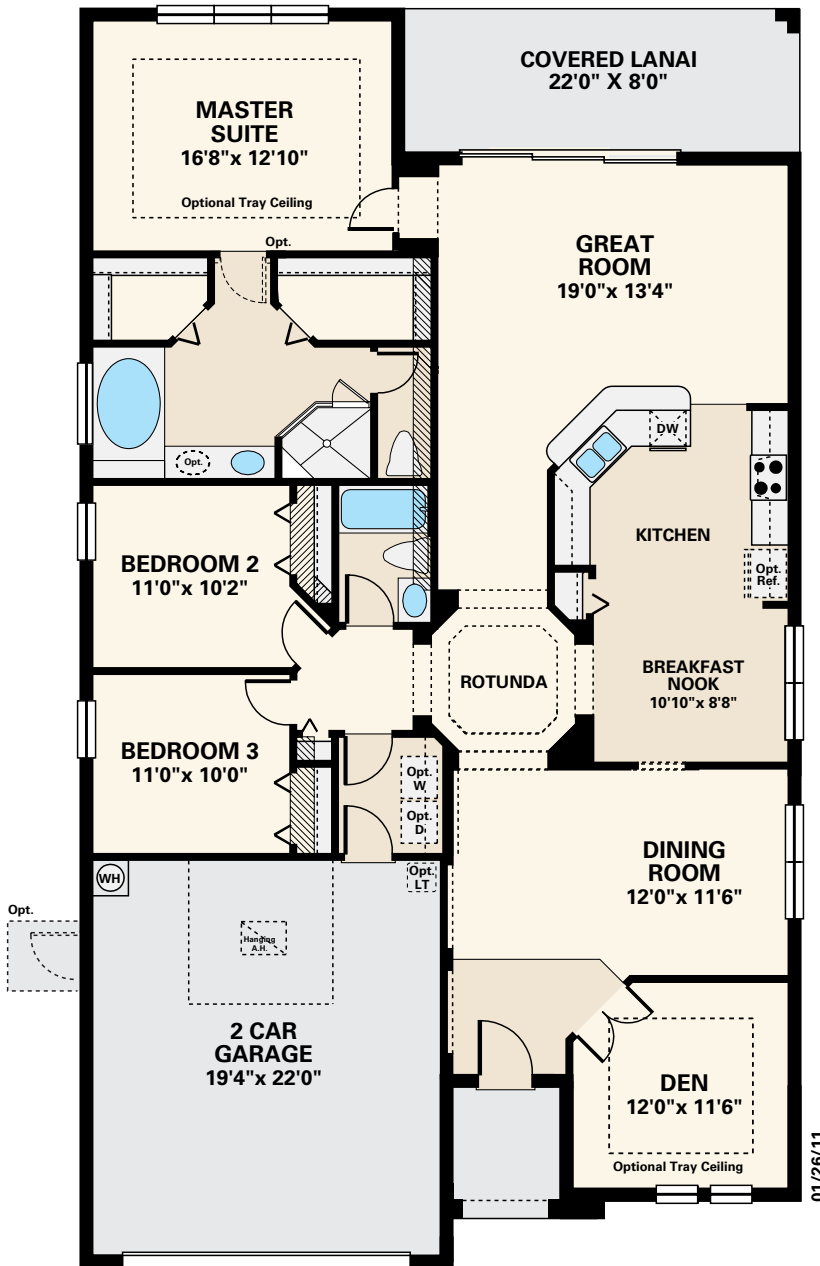 COVERED LANAI
22'0" X 8'0"
MASTER
SUITE
16'8"x 12'10"
Optional Tray Ceiling
Opt.
GREAT
ROOM
19'0"x 13'4"
DW
Opt.
KITCHEN
Opt.
Ref.
BEDROOM 2
11'0"x 10'2"
ROTUNDA
BREAKFAST
NOOK
10'10"x 8'8"
BEDROOM 3
11'0"x 10'0"
Opt.
W
Opt.
D
DINING
ROOM
12'0"x 11'6"
WH
Opt.
LT
Opt.
Hanging
A.H.
2 CAR
GARAGE
19'4"x 22'0"
DEN
12'0"x 11'6"
Optional Tray Ceiling
01/26/11